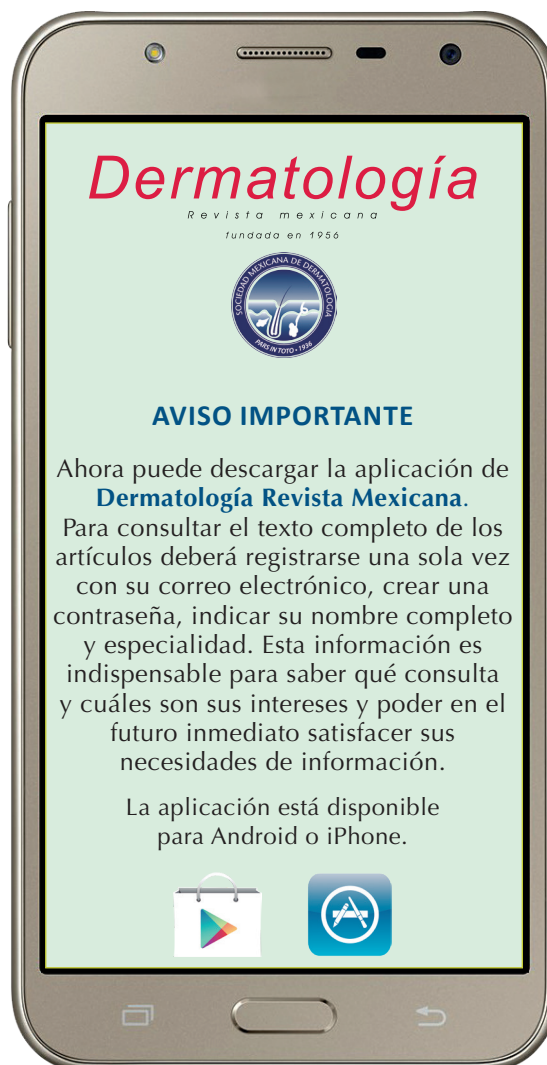 Dermatología
Revista mexicana
fundada en 1956
SOCIEDAD MEXICANA DE DERMATOLOGÍA
PARS IN TOTO • 1936
AVISO IMPORTANTE
Ahora puede descargar la aplicación de
Dermatología Revista Mexicana.
Para consultar el texto completo de los
artículos deberá registrarse una sola vez
con su correo electrónico, crear una
contraseña, indicar su nombre completo
y especialidad. Esta información es
indispensable para saber qué consulta
y cuáles son sus intereses y poder en el
futuro inmediato satisfacer sus
necesidades de información.
La aplicación está disponible
para Android o iPhone.